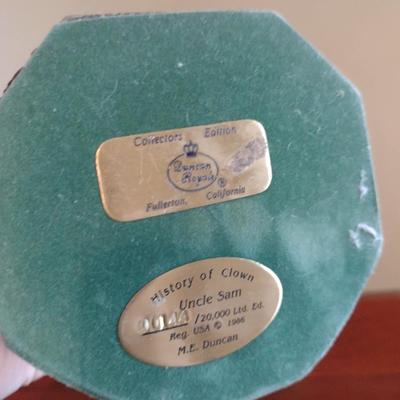 Collectors Edition
Duncan
Royale ®
Fullerton, California
History of Clown
Uncle Sam
/20,000 Ltd. Ed.
Reg. USA © 1986
M.E. Duncan